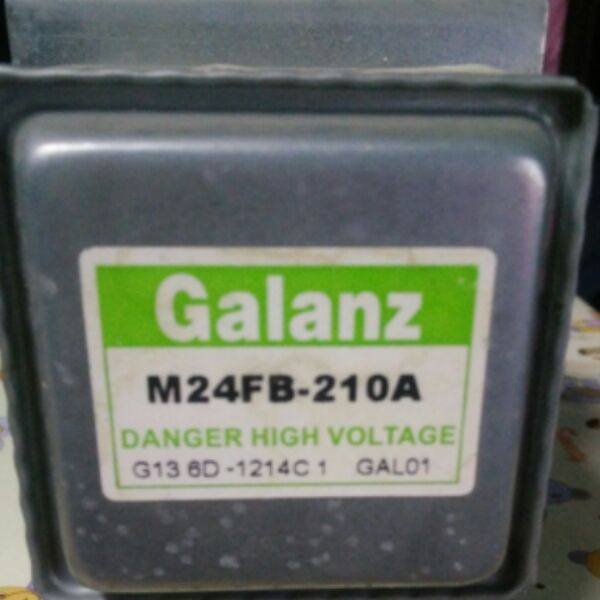 Galanz
M24FB-210A
DANGER HIGH VOLTAGE
G13 6D -1214C 1 GAL01